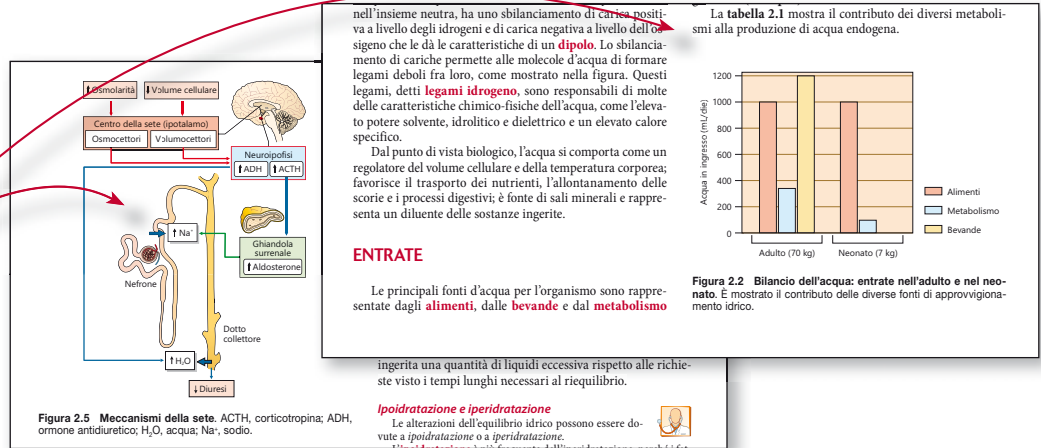 nell'insieme neutra, ha uno sbilanciamento di carica positi-
va a livello degli idrogeni e di carica negativa a livello dell'os-
sigeno che le dà le caratteristiche di un dipolo. Lo sbilancia-
mento di cariche permette alle molecole d'acqua di formare
legami deboli fra loro, come mostrato nella figura. Questi
legami, detti legami idrogeno, sono responsabili di molte
delle caratteristiche chimico-fisiche dell'acqua, come l'eleva-
to potere solvente, idrolitico e dielettrico e un elevato calore
specifico.
Dal punto di vista biologico, l'acqua si comporta come un
regolatore del volume cellulare e della temperatura corporea;
favorisce il trasporto dei nutrienti, l'allontanamento delle
scorie e i processi digestivi; è fonte di sali minerali e rappre-
senta un diluente delle sostanze ingerite.
ENTRATE
Le principali fonti d'acqua per l'organismo sono rappre-
sentate dagli alimenti, dalle bevande e dal metabolismo
La tabella 2.1 mostra il contributo dei diversi metaboli-
smi alla produzione di acqua endogena.
Acqua in ingresso (mL/die)
1200
1000
800
600
400
200
0
Adulto (70 kg)
Neonato (7 kg)
Alimenti
Metabolismo
Bevande
Figura 2.2 Bilancio dell'acqua: entrate nell'adulto e nel neo-
nato. È mostrato il contributo delle diverse fonti di approvvigiona-
mento idrico.
⬆Osmolarità
⬇Volume cellulare
Centro della sete (ipotalamo)
Osmocettori
Volumocettori
Neuroipofisi
⬆ADH
⬆ACTH
⬆Na⁺
Ghiandola
surrenale
⬆Aldosterone
Nefrone
Dotto
collettore
⬆H₂O
↓Diuresi
Figura 2.5 Meccanismi della sete. ACTH, corticotropina; ADH,
ormone antidiuretico; H₂O, acqua; Na⁺, sodio.
ingerita una quantità di liquidi eccessiva rispetto alle richie-
ste visto i tempi lunghi necessari al riequilibrio.
Ipoidratazione e iperidratazione
Le alterazioni dell'equilibrio idrico possono essere do-
vute a ipoidratazione o a iperidratazione.